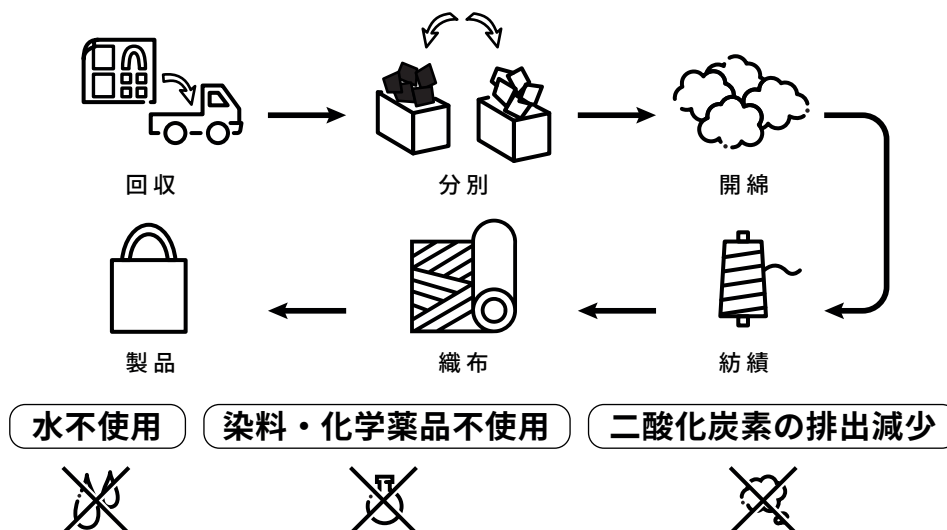 回収
分別
開綿
製品
織布
紡績
水不使用
染料・化学薬品不使用
二酸化炭素の排出減少